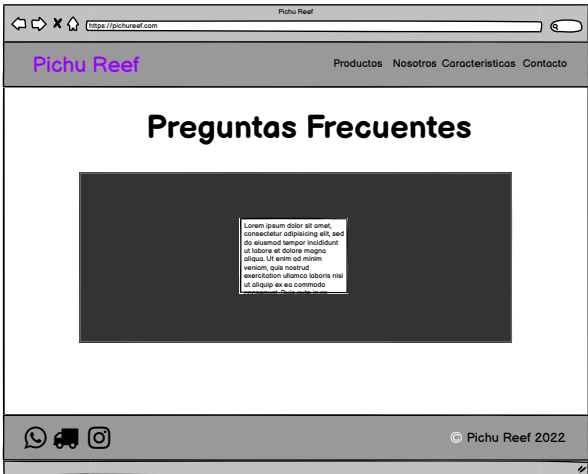 Pichu Reef
https://pichureef.com
Pichu Reef
Productos Nosotros Caracteristicas Contacto
Preguntas Frecuentes
Lorem ipsum dolor sit amet,
consectetur adipisicing elit, sed
do eiusmod tempor incididunt
ut labore et dolore magna
aliqua. Ut enim ad minim
veniam, quis nostrud
exercitation ullamco laboris nisi
ut aliquip ex ea commodo
© Pichu Reef 2022